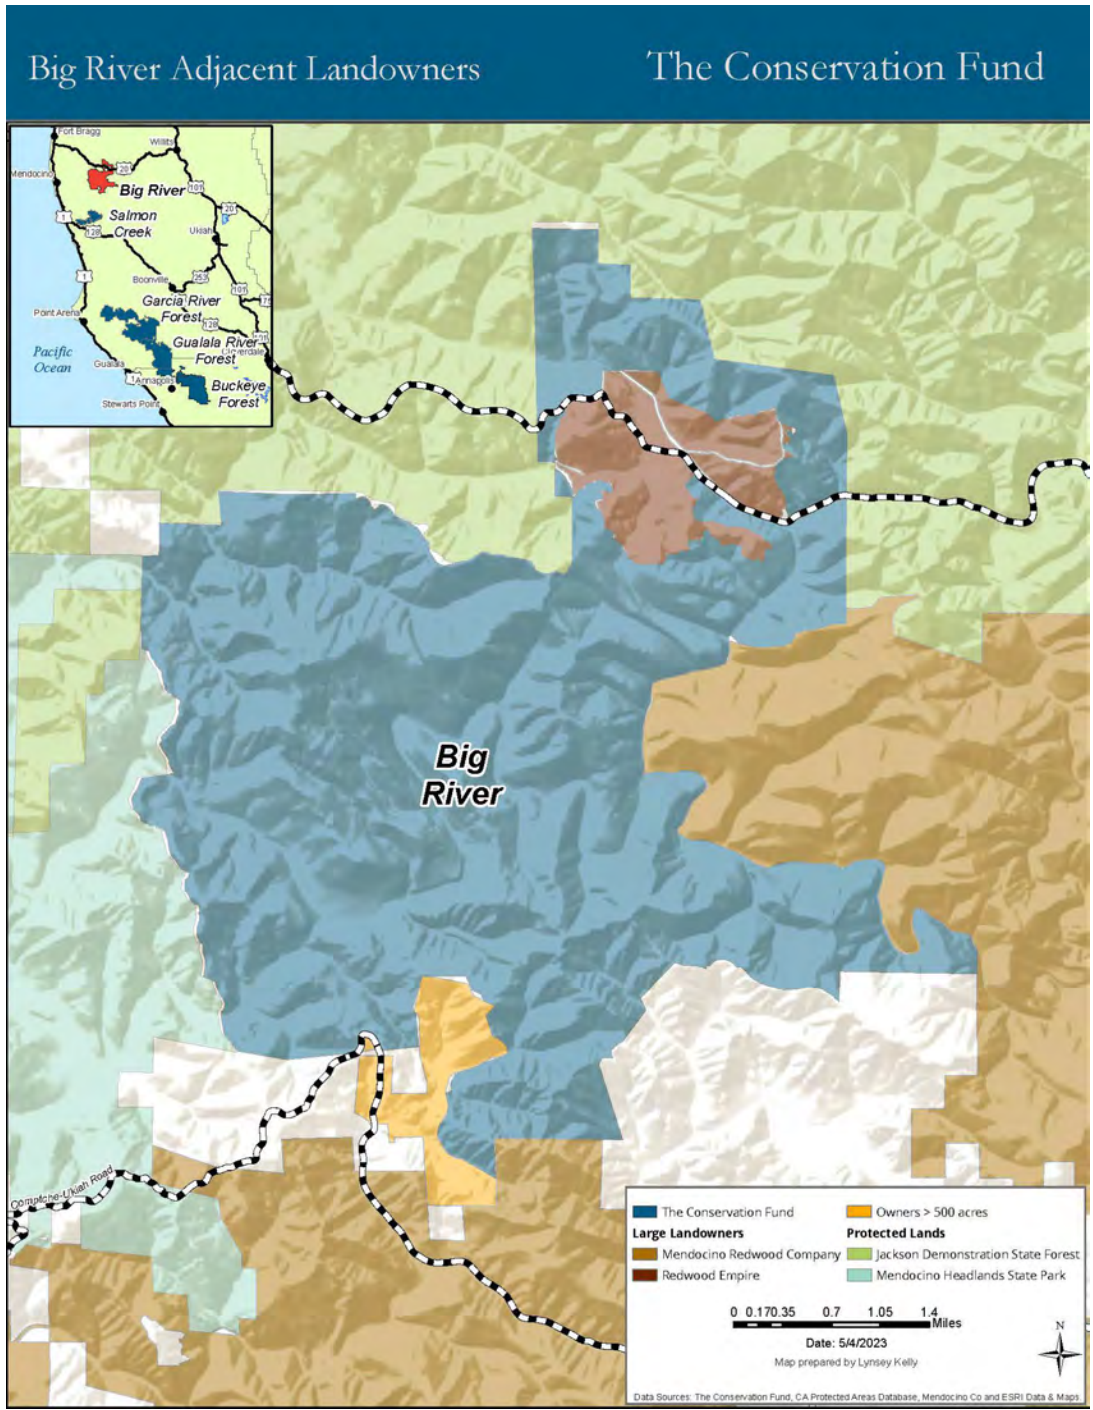 Big River Adjacent Landowners
The Conservation Fund
Fort Bragg
Willits
20
Mendocino
Big River
101
20
1
Salmon
Creek
128
Ukiah
1
Boonville
253
101
Garcia River
Forest
Point Arena
128
Gualala River
Forest
Pacific
Ocean
Gualala
1
Annapolis
Buckeye
Forest
Stewarts Point
Big
River
Comptche-Ukiah Road
The Conservation Fund
Owners > 500 acres
Large Landowners
Protected Lands
Mendocino Redwood Company
Jackson Demonstration State Forest
Redwood Empire
Mendocino Headlands State Park
0 0.170.35 0.7 1.05 1.4
Miles
N
Date: 5/4/2023
Map prepared by Lynsey Kelly
Data Sources: The Conservation Fund, CA Protected Areas Database, Mendocino Co and ESRI Data & Maps.